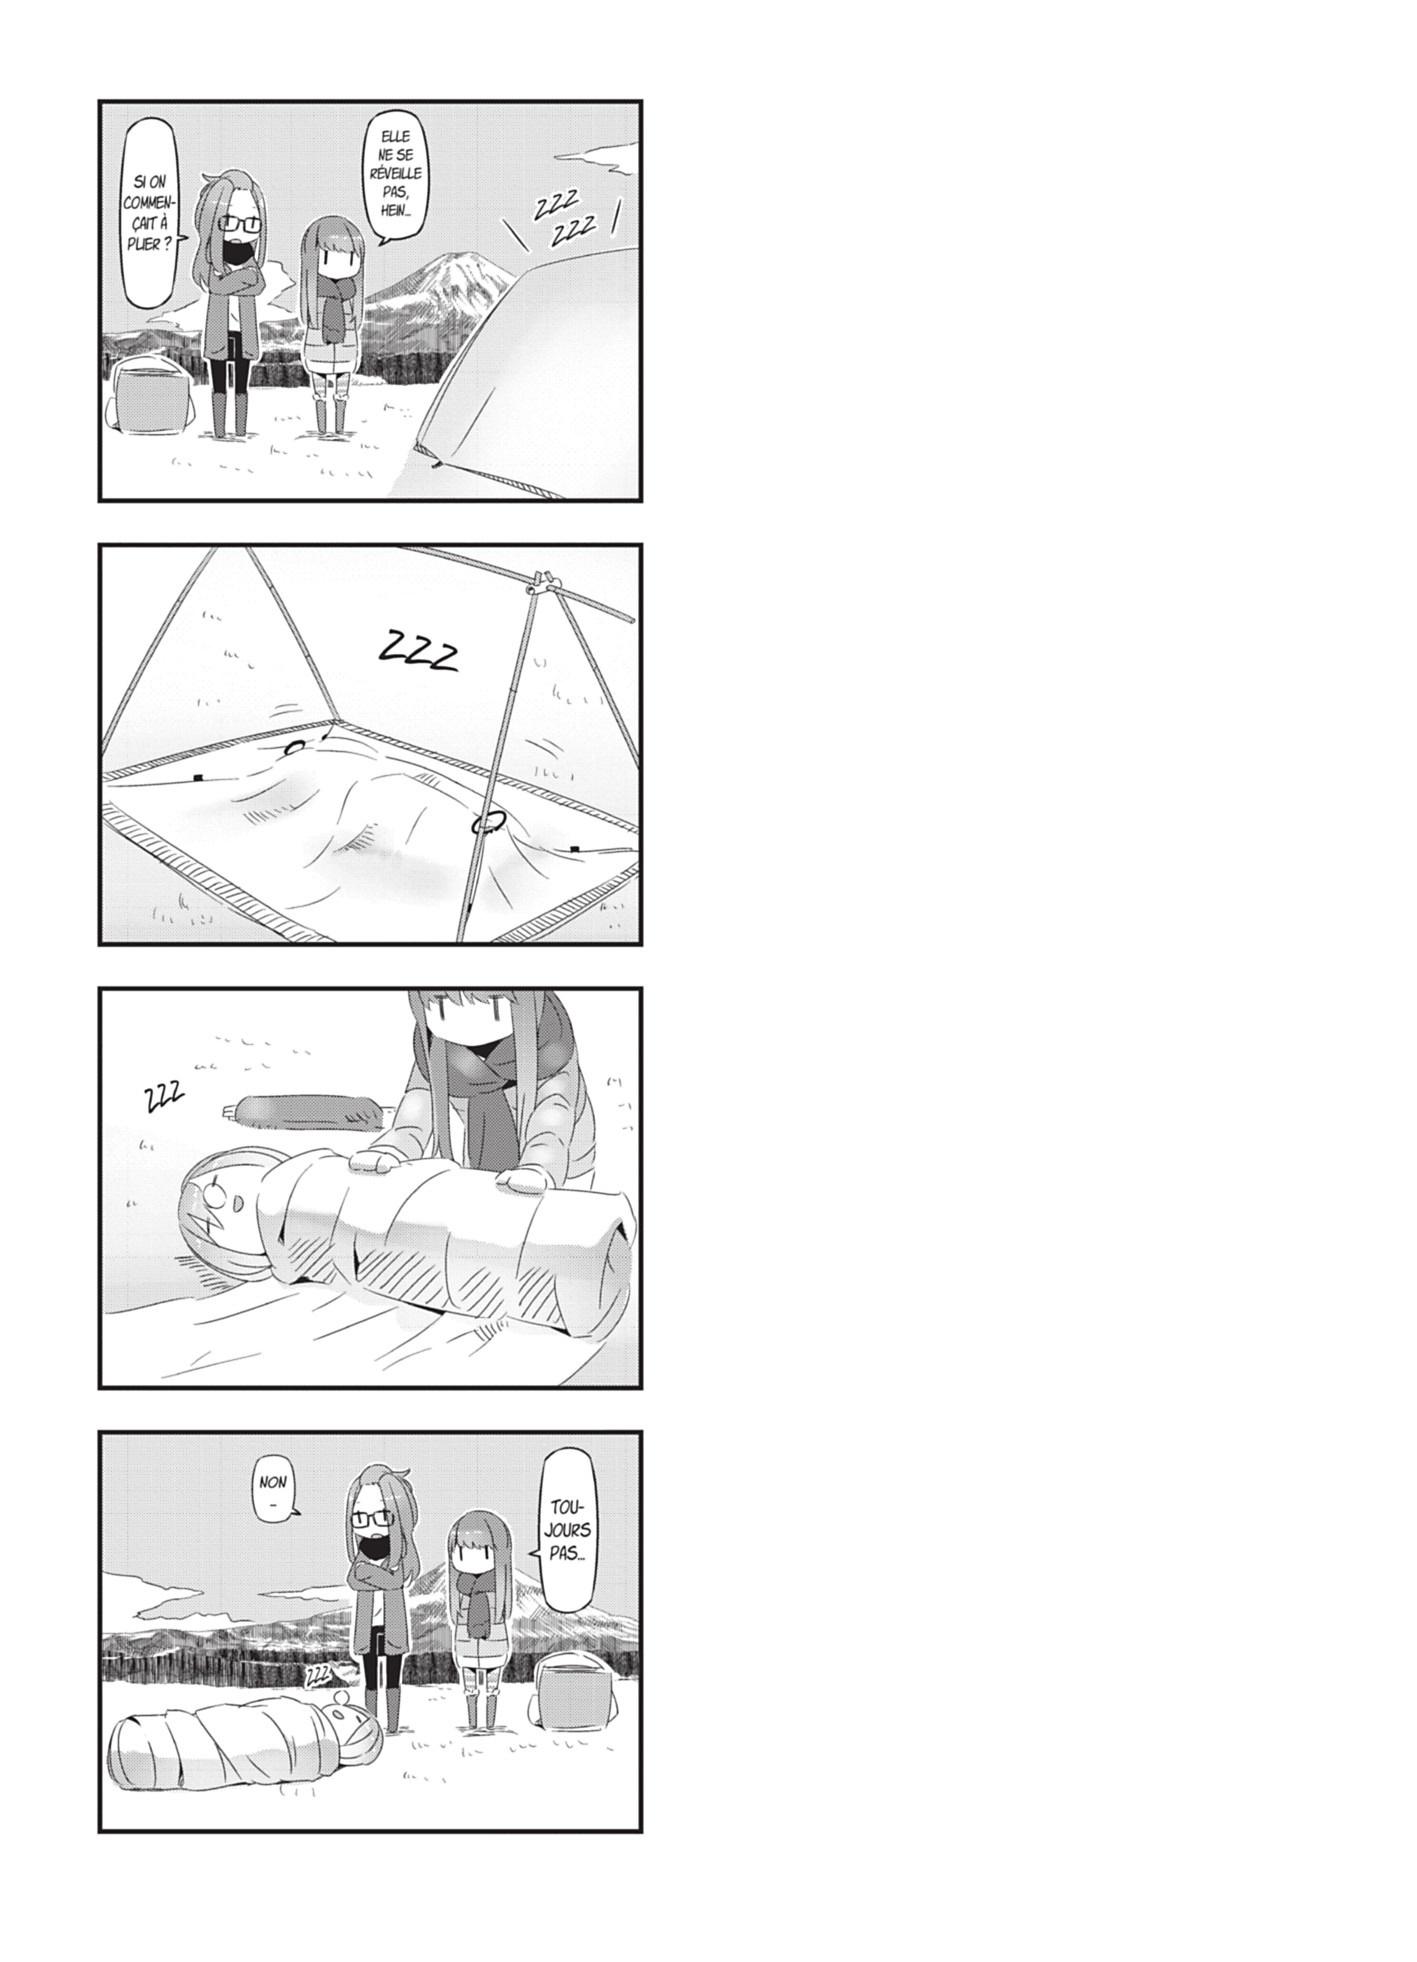 ELLE
NE SE
RÉVEILLE
PAS,
HEIN...
SI ON
COMMEN-
ÇAIT À
PLIER ?
ZZZ
ZZZ
ZZZ
ZZZ
TOU-
JOURS
PAS...
NON
...
ZZZ